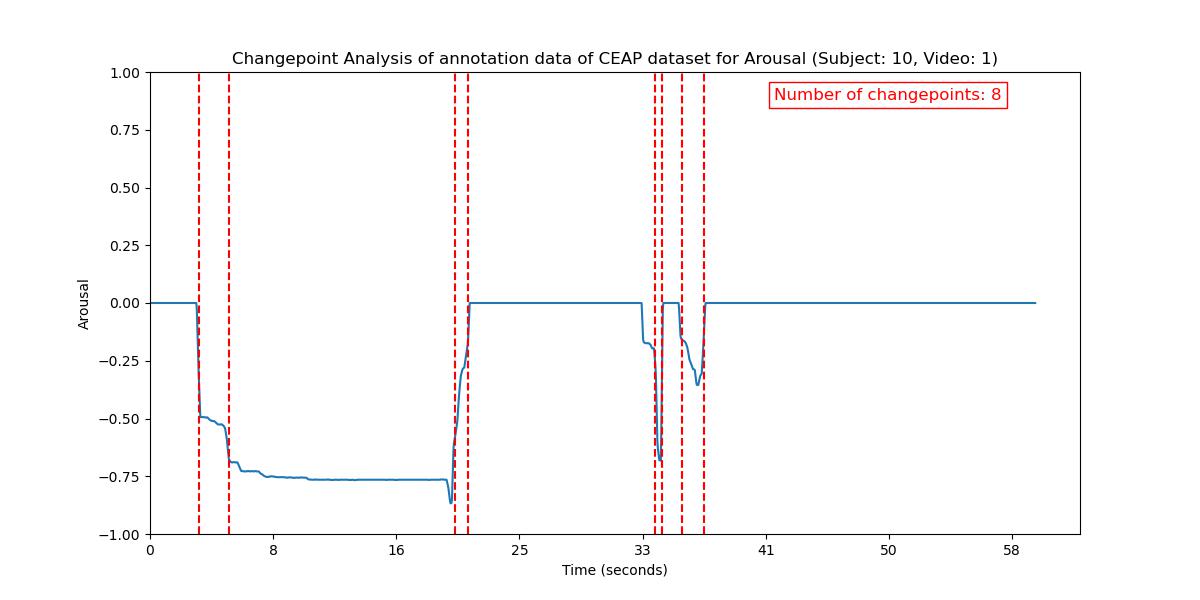 Changepoint Analysis of annotation data of CEAP dataset for Arousal (Subject: 10, Video: 1)
Number of changepoints: 8
1.00
0.75
0.50
0.25
0.00
−0.25
−0.50
−0.75
−1.00
Arousal
0 8 16 25 33 41 50 58
Time (seconds)